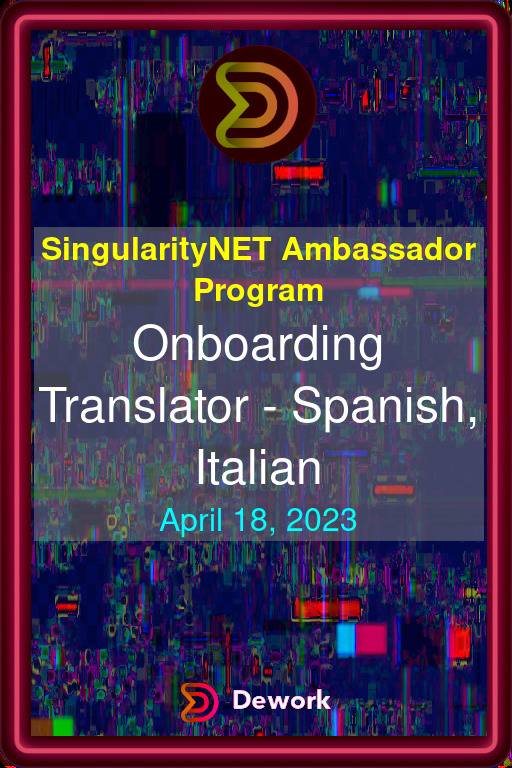 SingularityNET Ambassador
Program
Onboarding
Translator - Spanish,
Italian
April 18, 2023
Dework